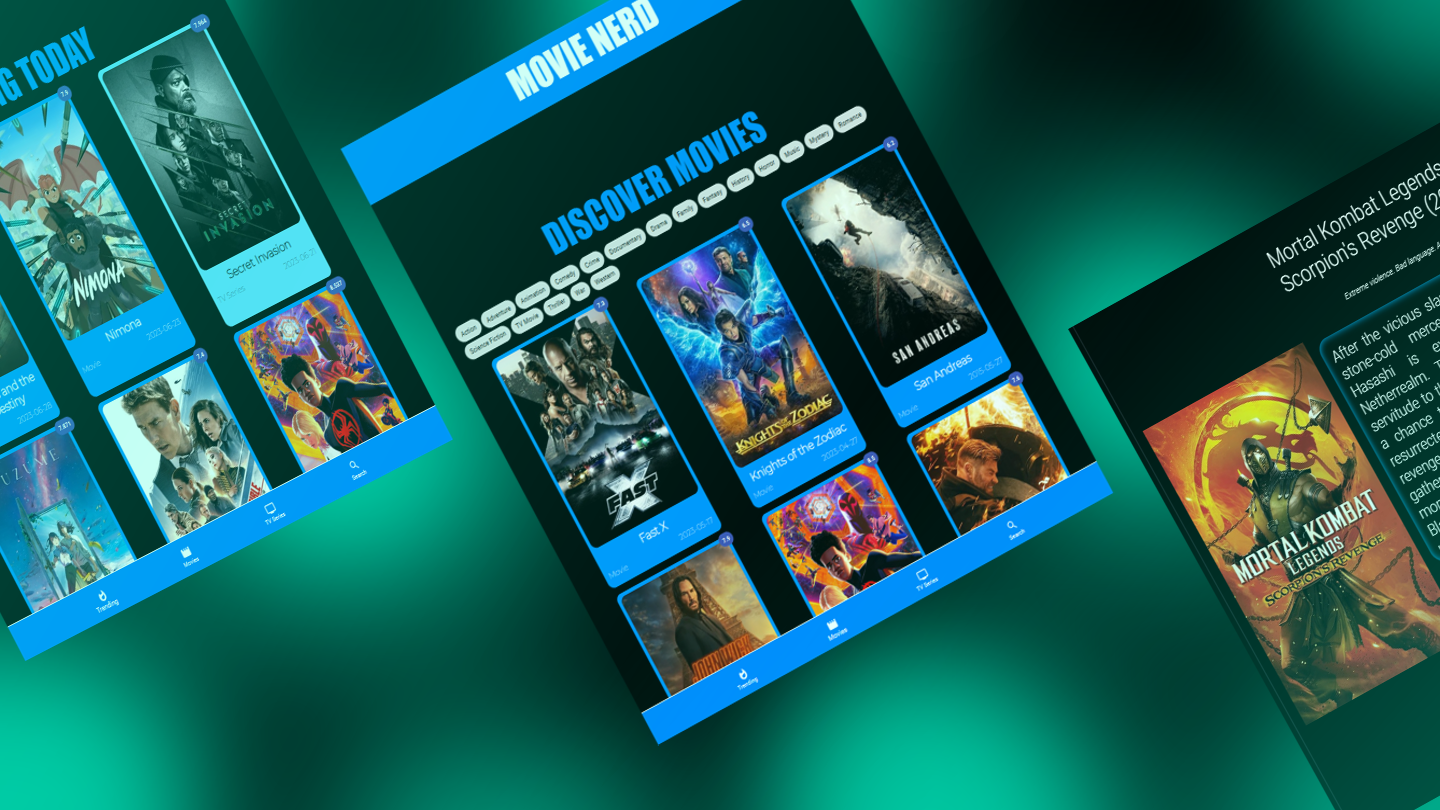 G TODAY
7.9
7.944
NIMONA
Nimona
Movie
2023-06-23
SECRET
INVASION
Secret Invasion
TV Series
2023-06-21
and the
estiny
2023-06-28
7.871
UZUME
7.6
8.527
Trending
Movies
TV Series
Search
MOVIE NERD
DISCOVER MOVIES
Action
Adventure
Animation
Comedy
Crime
Documentary
Drama
Family
Fantasy
History
Horror
Music
Mystery
Romance
Science Fiction
TV Movie
Thriller
War
Western
7.3
FAST X
Fast X
Movie
2023-05-17
6.5
KNIGHTS OF THE ZODIAC
Knights of the Zodiac
Movie
2023-04-27
6.2
SAN ANDREAS
San Andreas
Movie
2015-05-27
7.9
JOHN WICK
8.5
7.6
Trending
Movies
TV Series
Search
Mortal Kombat Legends
Scorpion's Revenge (2
Extreme violence. Bad language.
MORTAL KOMBAT
LEGENDS
SCORPION'S REVENGE
After the vicious sla
stone-cold merce
Hasashi is e
Netherrealm. T
servitude to th
a chance
resurrecte
revenge
gathe
mor
Bl